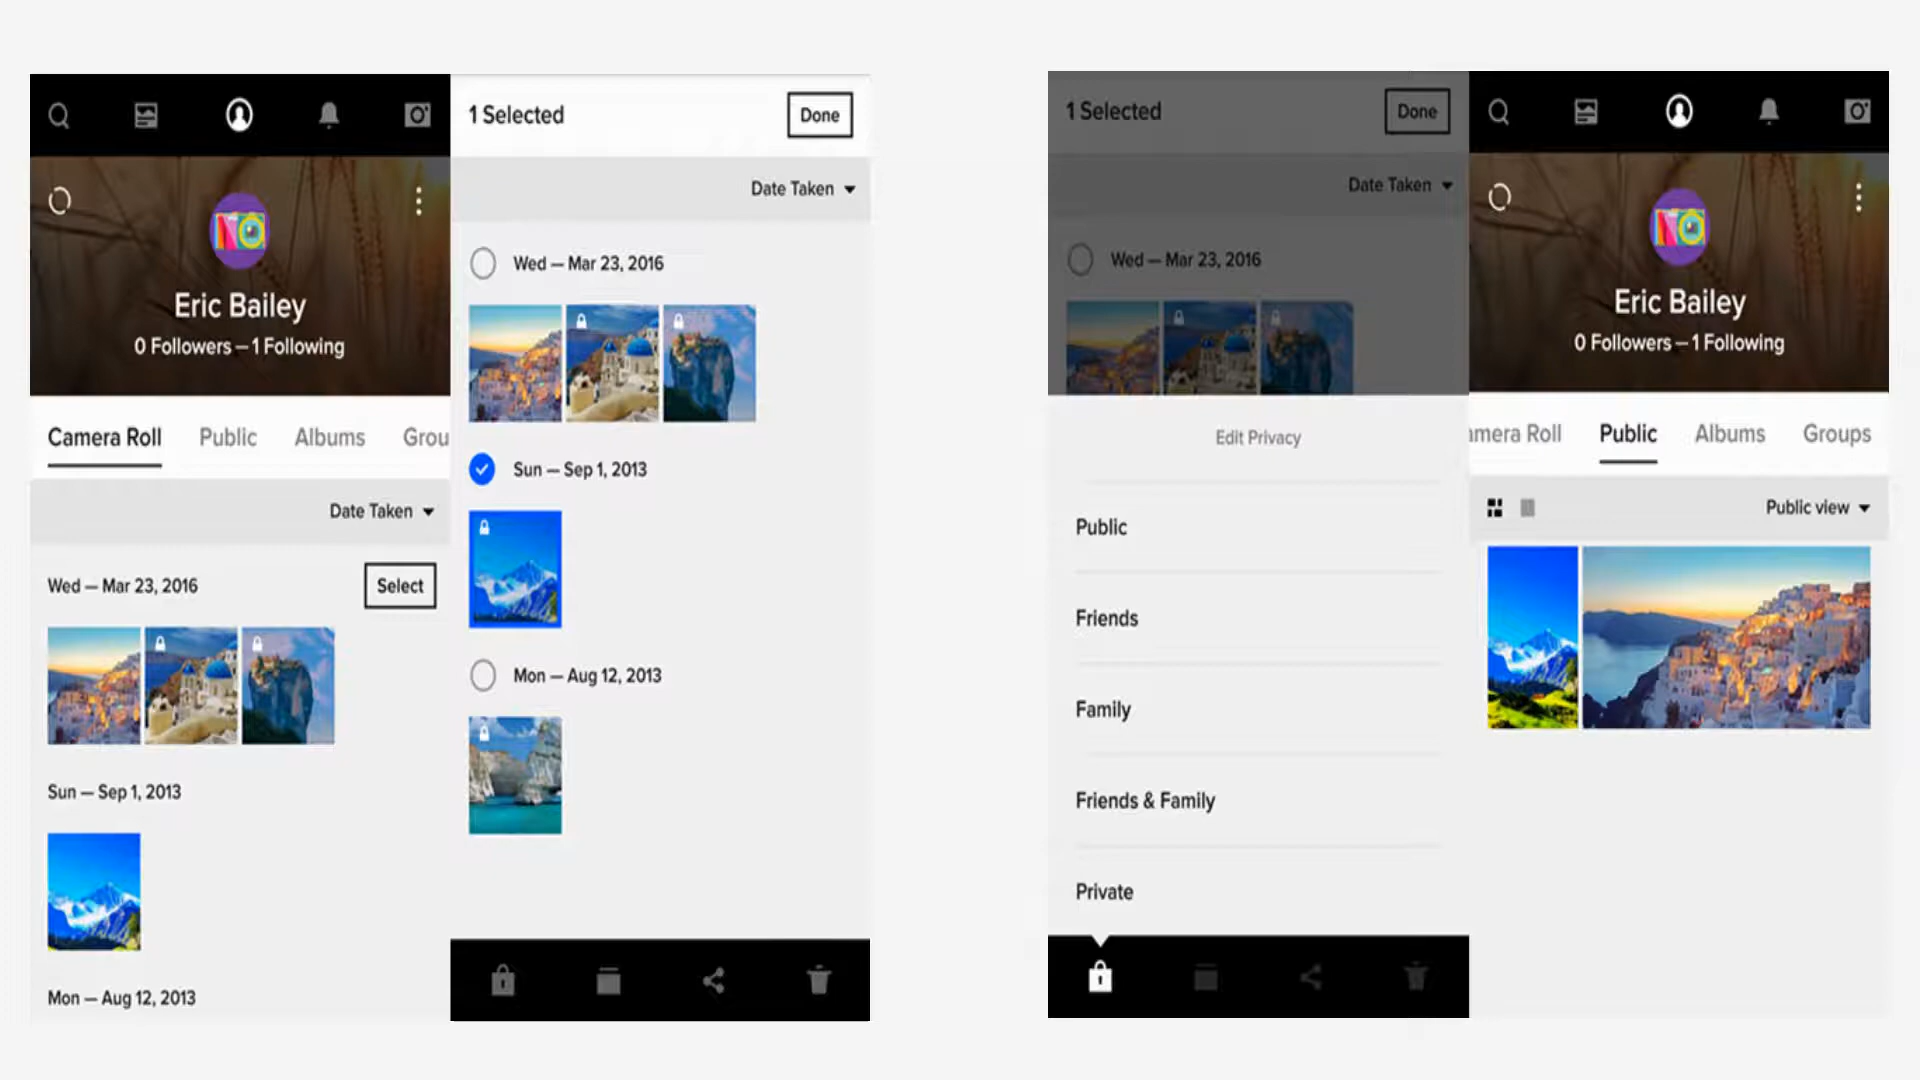 Eric Bailey
0 Followers — 1 Following
Camera Roll Public Albums Grou
Date Taken
Wed — Mar 23, 2016 Select
Sun — Sep 1, 2013
Mon — Aug 12, 2013
1 Selected Done
Date Taken
Wed — Mar 23, 2016
Sun — Sep 1, 2013
Mon — Aug 12, 2013
1 Selected Done
Date Taken
Wed — Mar 23, 2016
Edit Privacy
Public
Friends
Family
Friends & Family
Private
Eric Bailey
0 Followers — 1 Following
amera Roll Public Albums Groups
Public view